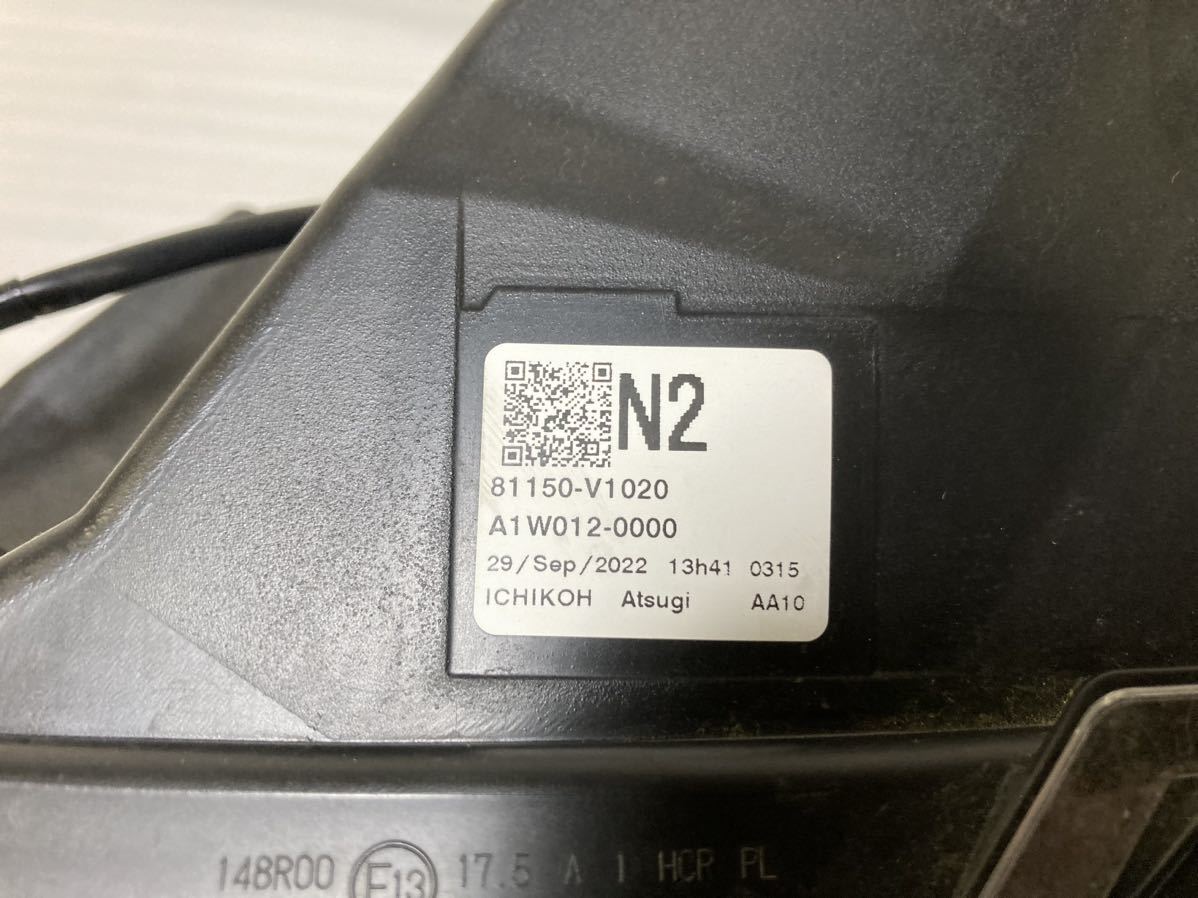 N2
81150-V1020
A1W012-0000
29/Sep/2022 13h41 0315
ICHIKOH Atsugi AA10
148R00 E13 17.5 A 1 HCR PL